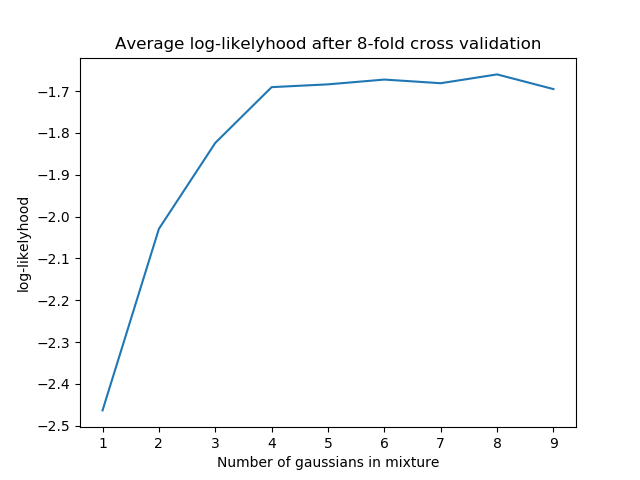 Average log-likelyhood after 8-fold cross validation
−1.7
−1.8
−1.9
−2.0
−2.1
−2.2
−2.3
−2.4
−2.5
log-likelyhood
1 2 3 4 5 6 7 8 9
Number of gaussians in mixture